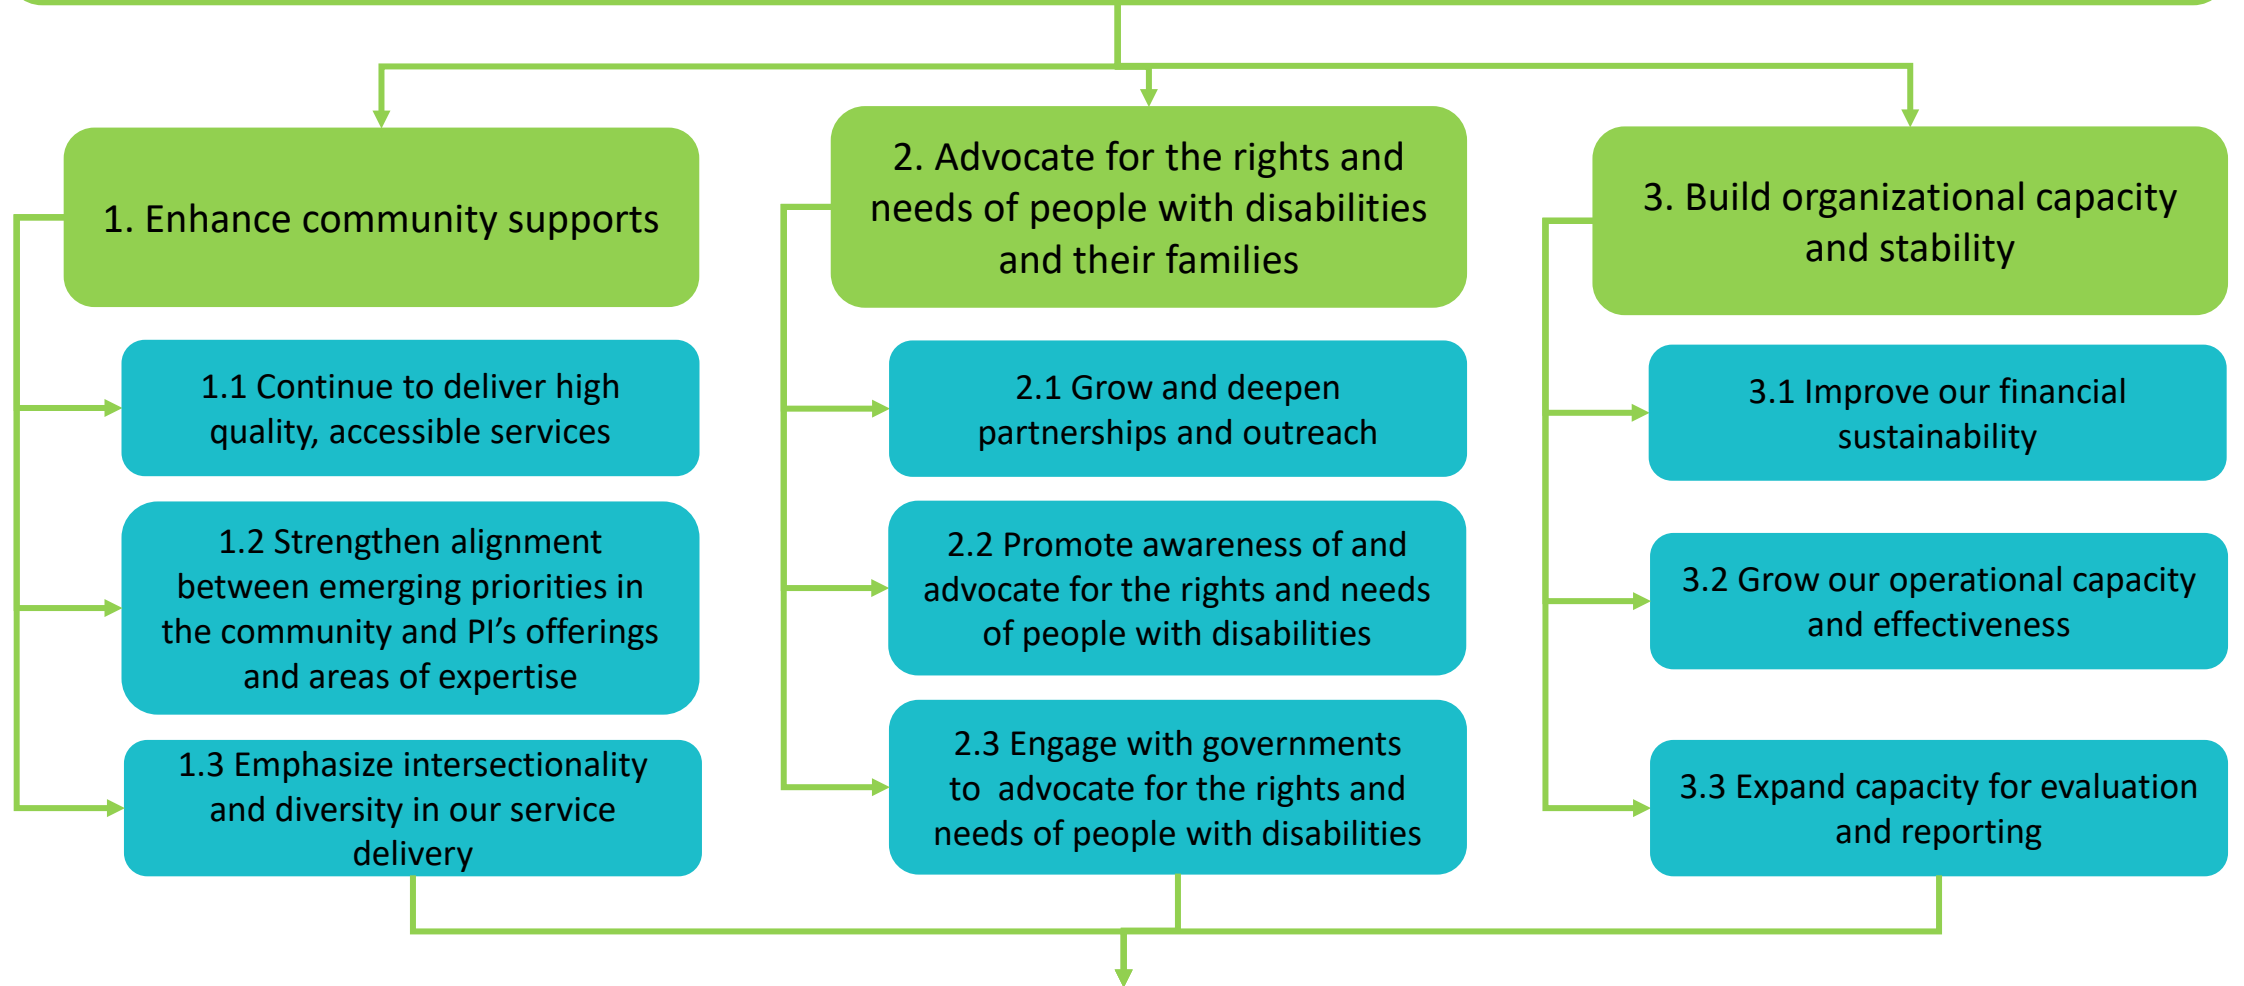 1. Enhance community supports
1.1 Continue to deliver high
quality, accessible services
1.2 Strengthen alignment
between emerging priorities in
the community and PI’s offerings
and areas of expertise
1.3 Emphasize intersectionality
and diversity in our service
delivery
2. Advocate for the rights and
needs of people with disabilities
and their families
2.1 Grow and deepen
partnerships and outreach
2.2 Promote awareness of and
advocate for the rights and needs
of people with disabilities
2.3 Engage with governments
to  advocate for the rights and
needs of people with disabilities
3. Build organizational capacity
and stability
3.1 Improve our financial
sustainability
3.2 Grow our operational capacity
and effectiveness
3.3 Expand capacity for evaluation
and reporting